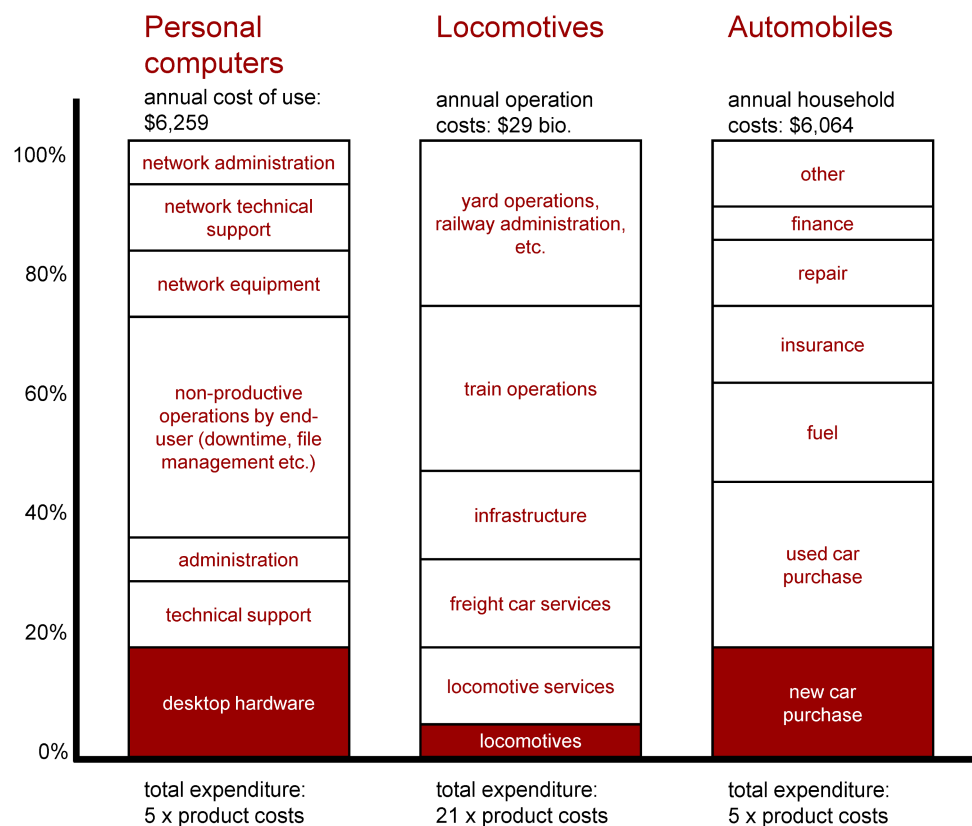 Personal
computers
annual cost of use:
$6,259
Locomotives
annual operation
costs: $29 bio.
Automobiles
annual household
costs: $6,064
100%
80%
60%
40%
20%
0%
network administration
network technical
support
network equipment
non-productive
operations by end-
user (downtime, file
management etc.)
administration
technical support
desktop hardware
yard operations,
railway administration,
etc.
train operations
infrastructure
freight car services
locomotive services
locomotives
other
finance
repair
insurance
fuel
used car
purchase
new car
purchase
total expenditure:
5 x product costs
total expenditure:
21 x product costs
total expenditure:
5 x product costs